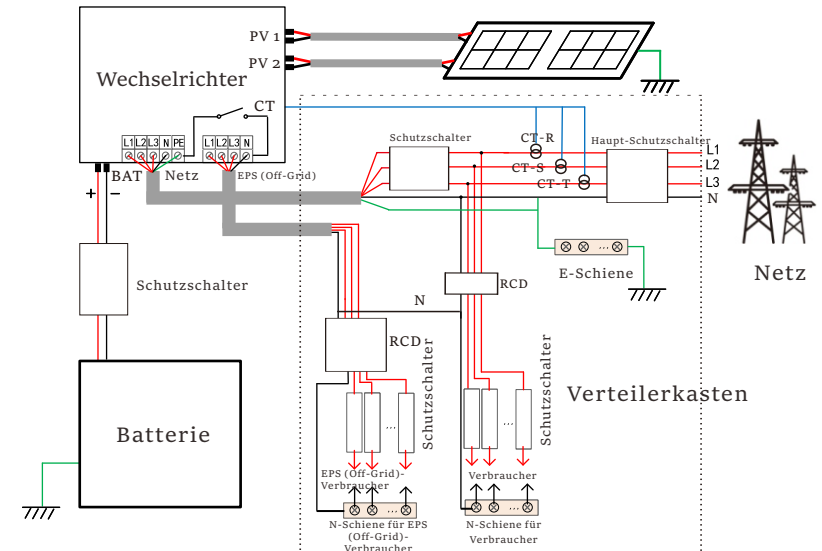 PV 1
PV 2
Wechselrichter
CT
L1 L2 L3 N PE
L1 L2 L3 N
BAT
Netz
EPS (Off-Grid)
+ –
Schutzschalter
Batterie
Schutzschalter
CT-R
CT-S
CT-T
Haupt-Schutzschalter
L1
L2
L3
N
Netz
E-Schiene
...
RCD
N
RCD
Schutzschalter
...
Schutzschalter
...
Verteilerkasten
EPS (Off-Grid)-
Verbraucher
Verbraucher
...
N-Schiene für EPS
(Off-Grid)-
Verbraucher
...
N-Schiene für
Verbraucher